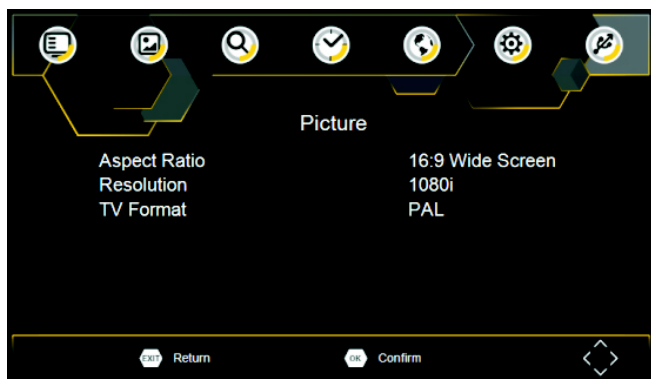 Picture
Aspect Ratio 16:9 Wide Screen
Resolution 1080i
TV Format PAL
EXIT Return OK Confirm